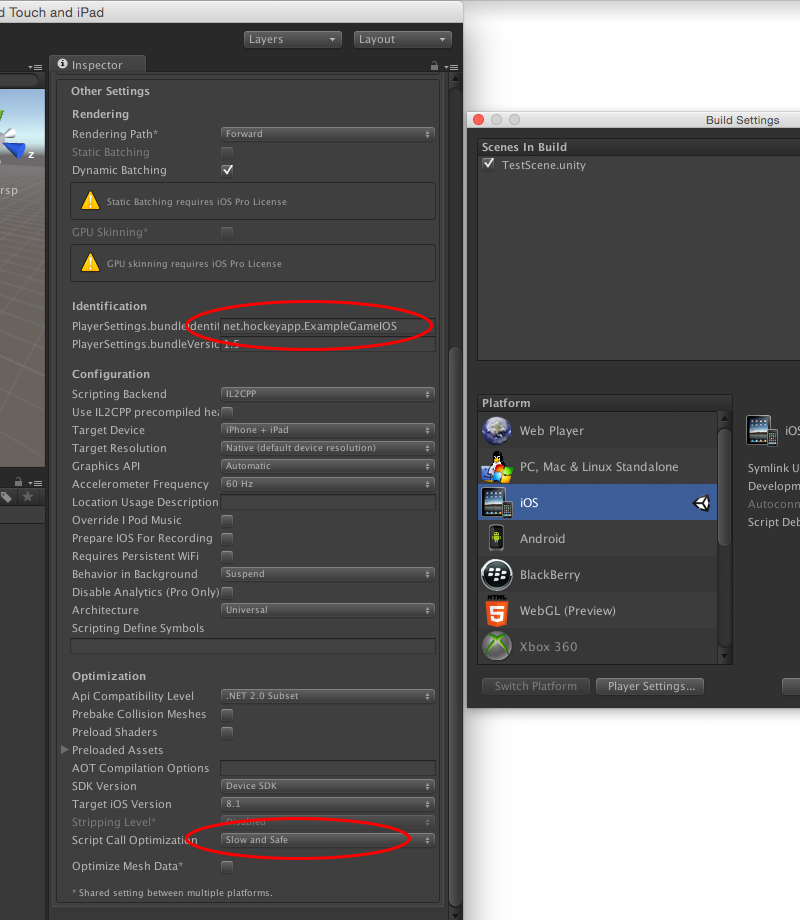 d Touch and iPad
Layers
Layout
Inspector
z
rsp
Other Settings
Rendering
Rendering Path* Forward
Static Batching
Dynamic Batching
Static Batching requires iOS Pro License
GPU Skinning*
GPU skinning requires iOS Pro License
Identification
PlayerSettings.bundleIdentif net.hockeyapp.ExampleGameIOS
PlayerSettings.bundleVersio 1.5
Configuration
Scripting Backend IL2CPP
Use IL2CPP precompiled hea
Target Device iPhone + iPad
Target Resolution Native (default device resolution)
Graphics API Automatic
Accelerometer Frequency 60 Hz
Location Usage Description
Override I Pod Music
Prepare IOS For Recording
Requires Persistent WiFi
Behavior in Background Suspend
Disable Analytics (Pro Only)
Architecture Universal
Scripting Define Symbols
Optimization
Api Compatibility Level .NET 2.0 Subset
Prebake Collision Meshes
Preload Shaders
Preloaded Assets
AOT Compilation Options
SDK Version Device SDK
Target iOS Version 8.1
Stripping Level* Disabled
Script Call Optimization Slow and Safe
Optimize Mesh Data*
* Shared setting between multiple platforms.
Build Settings
Scenes In Build
TestScene.unity
Platform
Web Player
PC, Mac & Linux Standalone
iOS
Android
BlackBerry
HTML
5
WebGL (Preview)
Xbox 360
Switch Platform
Player Settings...
iOS
Symlink U
Developm
Autoconn
Script Deb